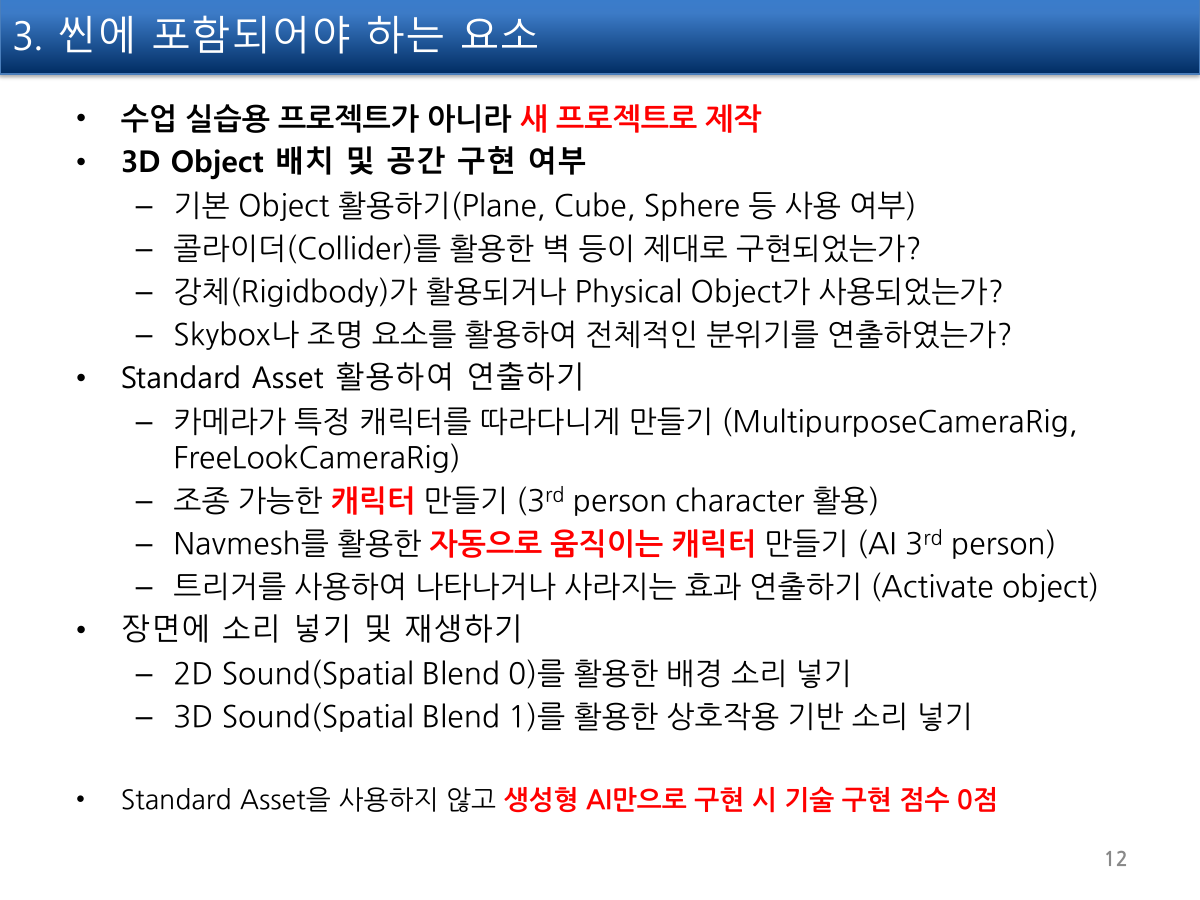 3. 씬에 포함되어야 하는 요소
• 수업 실습용 프로젝트가 아니라 새 프로젝트로 제작
• 3D Object 배치 및 공간 구현 여부
– 기본 Object 활용하기(Plane, Cube, Sphere 등 사용 여부)
– 콜라이더(Collider)를 활용한 벽 등이 제대로 구현되었는가?
– 강체(Rigidbody)가 활용되거나 Physical Object가 사용되었는가?
– Skybox나 조명 요소를 활용하여 전체적인 분위기를 연출하였는가?
• Standard Asset 활용하여 연출하기
– 카메라가 특정 캐릭터를 따라다니게 만들기 (MultipurposeCameraRig,
FreeLookCameraRig)
– 조종 가능한 캐릭터 만들기 (3rd person character 활용)
– Navmesh를 활용한 자동으로 움직이는 캐릭터 만들기 (AI 3rd person)
– 트리거를 사용하여 나타나거나 사라지는 효과 연출하기 (Activate object)
• 장면에 소리 넣기 및 재생하기
– 2D Sound(Spatial Blend 0)를 활용한 배경 소리 넣기
– 3D Sound(Spatial Blend 1)를 활용한 상호작용 기반 소리 넣기
• Standard Asset을 사용하지 않고 생성형 AI만으로 구현 시 기술 구현 점수 0점
12